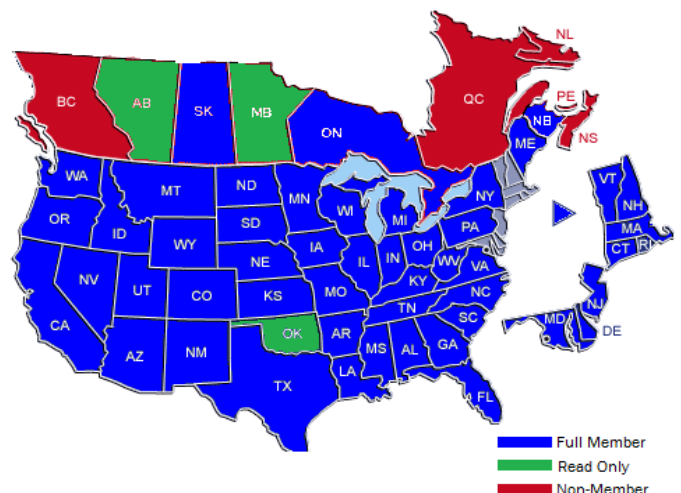 NL
BC
AB
SK
MB
QC
PE
ON
NB
NS
ME
WA
MT
ND
MN
VT
OR
ID
SD
WI
MI
NY
NH
WY
IA
PA
MA
NE
IL
IN
OH
CT
RI
NV
UT
CO
KS
MO
WV
VA
KY
NJ
CA
NC
TN
MD
DE
AZ
NM
OK
AR
SC
MS
AL
GA
TX
LA
FL
Full Member
Read Only
Non-Member